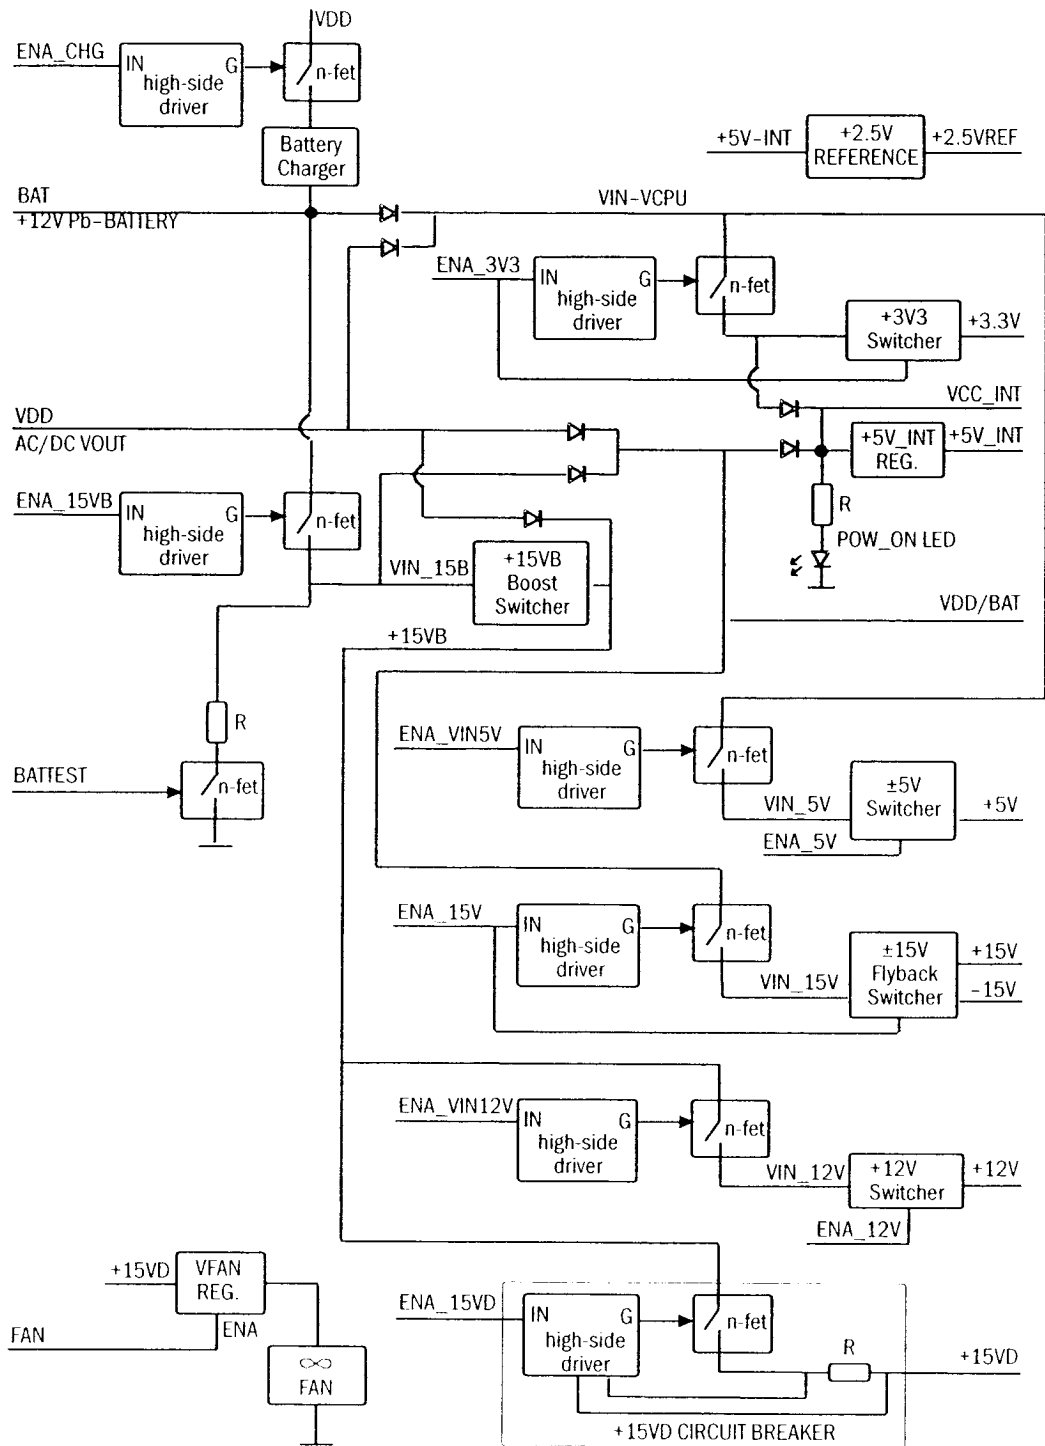 VDD
ENA_CHG
IN
G
high-side
driver
n-fet
Battery
Charger
+5V-INT
+2.5V
REFERENCE
+2.5VREF
BAT
+12V Pb-BATTERY
VIN-VCPU
ENA_3V3
IN
G
high-side
driver
n-fet
+3V3
Switcher
+3.3V
VCC_INT
VDD
AC/DC VOUT
+5V_INT
REG.
+5V_INT
ENA_15VB
IN
G
high-side
driver
n-fet
R
POW_ON LED
VIN_15B
+15VB
Boost
Switcher
VDD/BAT
+15VB
R
BATTEST
n-fet
ENA_VIN5V
IN
G
high-side
driver
n-fet
VIN_5V
±5V
Switcher
+5V
ENA_5V
ENA_15V
IN
G
high-side
driver
n-fet
VIN_15V
±15V
Flyback
Switcher
+15V
-15V
ENA_VIN12V
IN
G
high-side
driver
n-fet
VIN_12V
+12V
Switcher
+12V
ENA_12V
+15VD
VFAN
REG.
ENA
FAN
FAN
ENA_15VD
IN
G
high-side
driver
n-fet
R
+15VD
+15VD CIRCUIT BREAKER